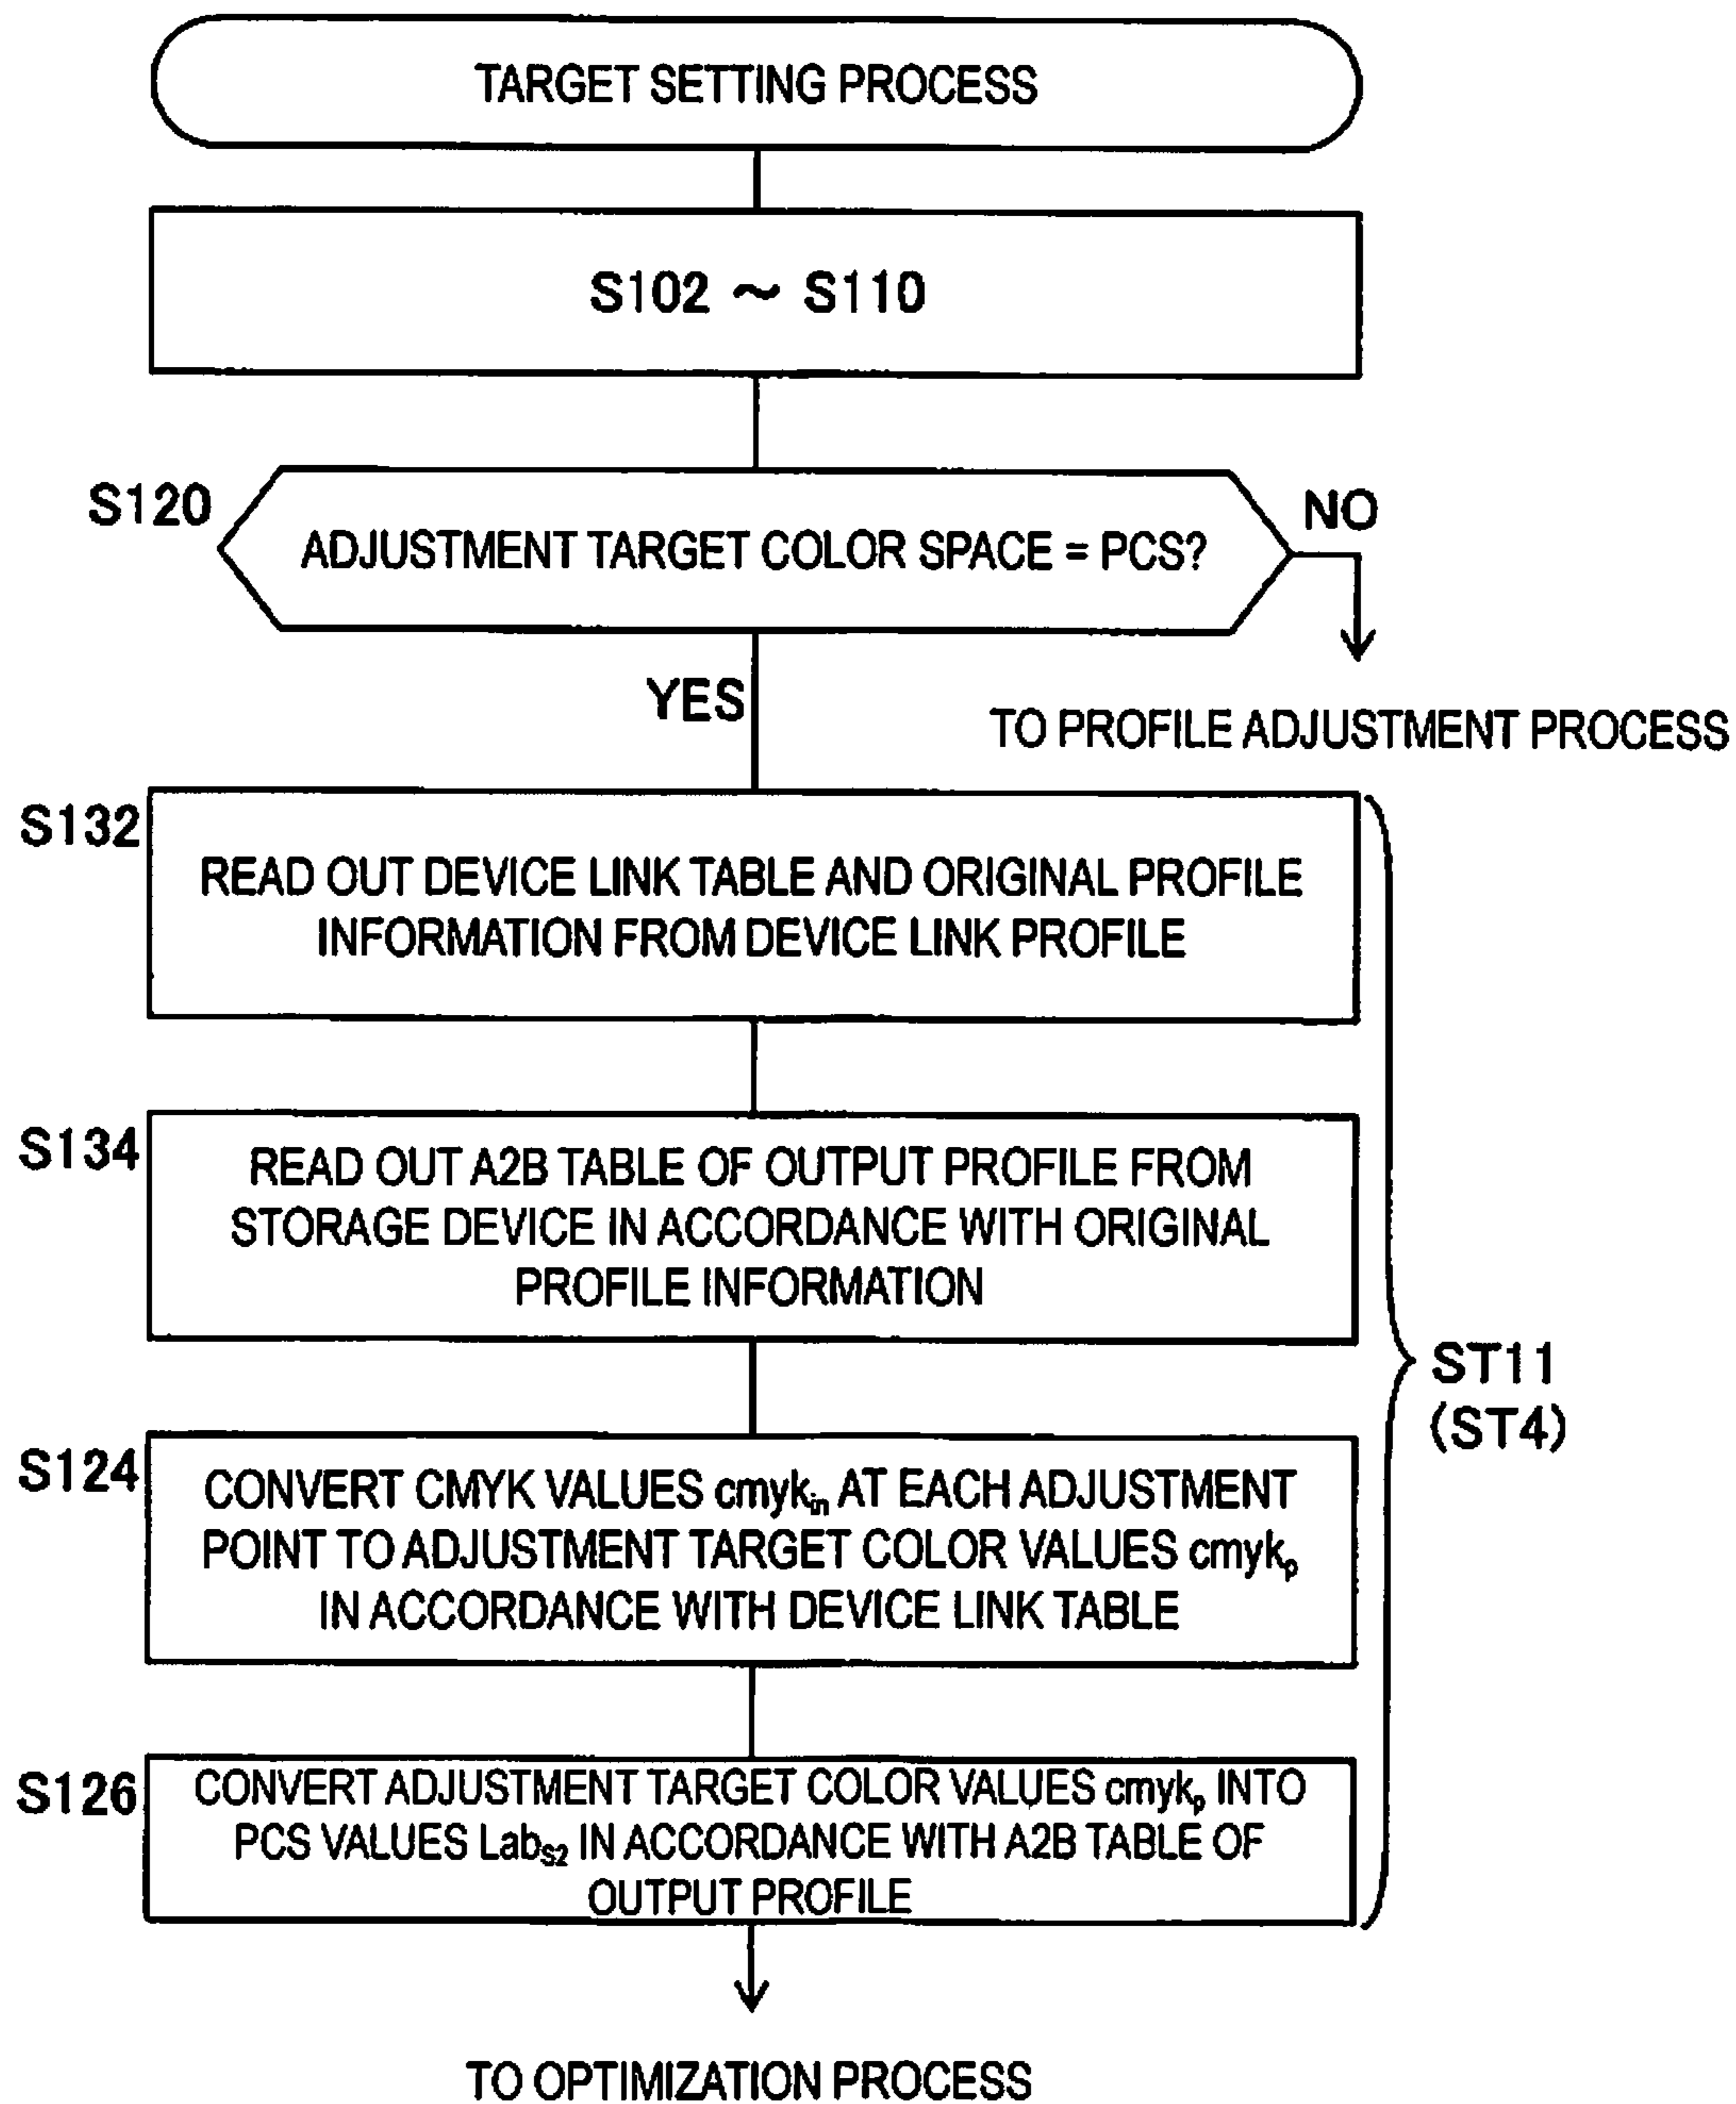 TARGET SETTING PROCESS
S102 ～ S110
S120
ADJUSTMENT TARGET COLOR SPACE = PCS?
NO
YES
TO PROFILE ADJUSTMENT PROCESS
S132
READ OUT DEVICE LINK TABLE AND ORIGINAL PROFILE
INFORMATION FROM DEVICE LINK PROFILE
S134
READ OUT A2B TABLE OF OUTPUT PROFILE FROM
STORAGE DEVICE IN ACCORDANCE WITH ORIGINAL
PROFILE INFORMATION
ST11
(ST4)
S124
CONVERT CMYK VALUES cmykin AT EACH ADJUSTMENT
POINT TO ADJUSTMENT TARGET COLOR VALUES cmykp
IN ACCORDANCE WITH DEVICE LINK TABLE
S126
CONVERT ADJUSTMENT TARGET COLOR VALUES cmykp INTO
PCS VALUES LabS2 IN ACCORDANCE WITH A2B TABLE OF
OUTPUT PROFILE
TO OPTIMIZATION PROCESS